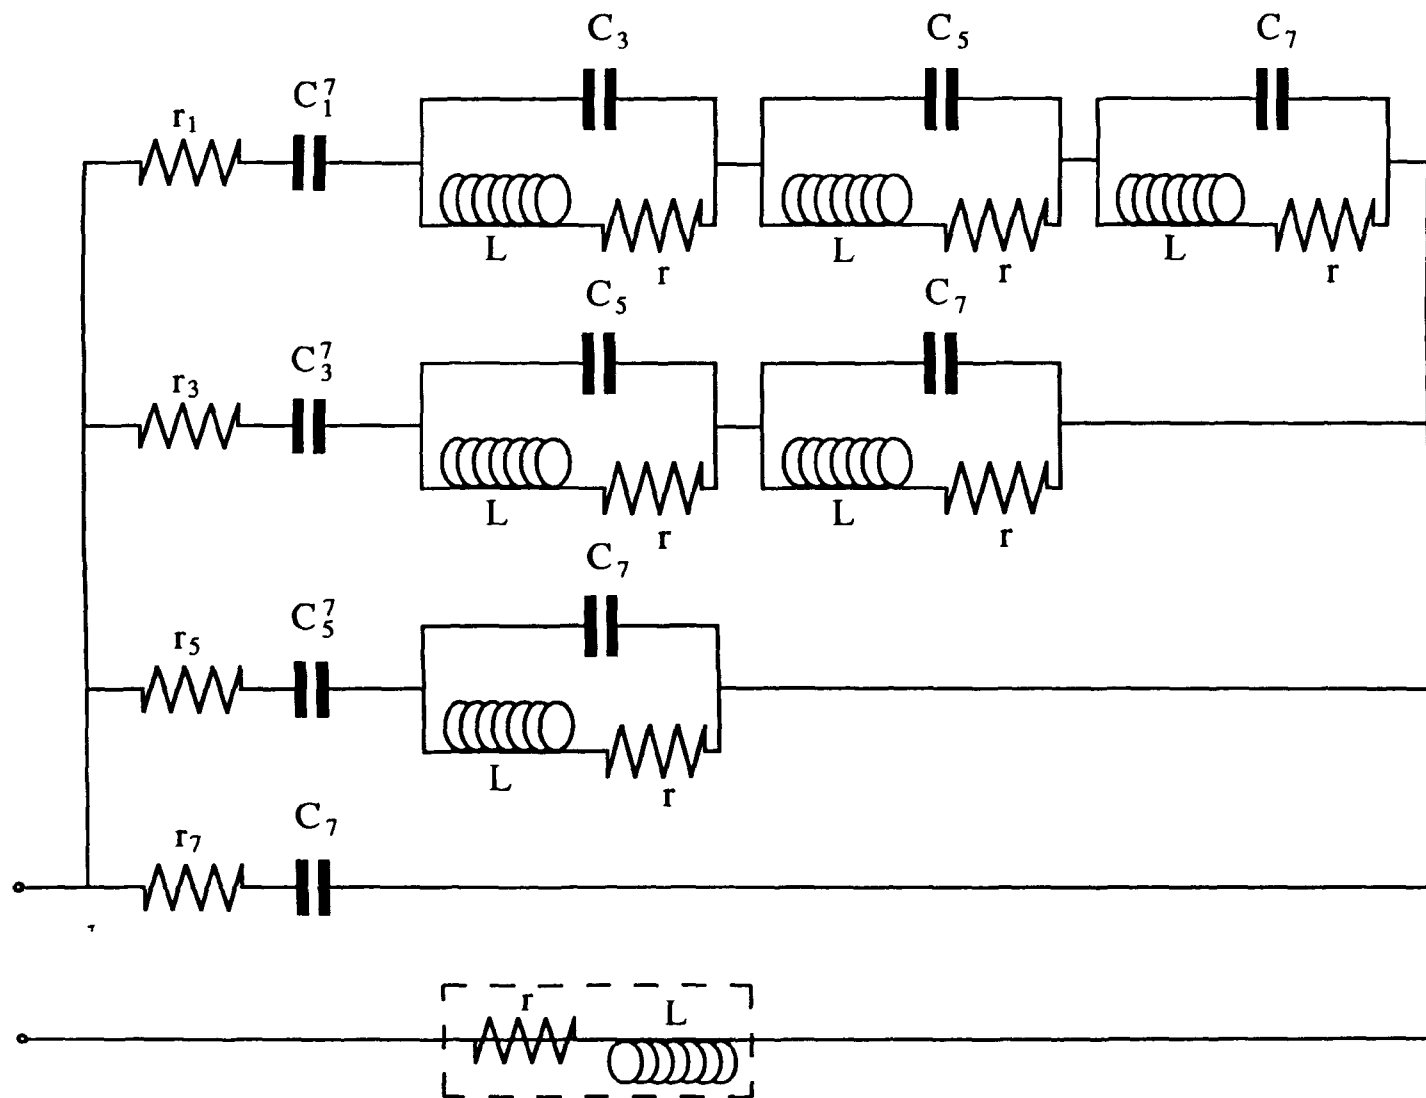 C₃ C₅ C₇
r₁ C₁⁷
L r L r L r
C₅ C₇
r₃ C₃⁷
L r L r
C₇
r₅ C₅⁷
L r
r₇ C₇
r L